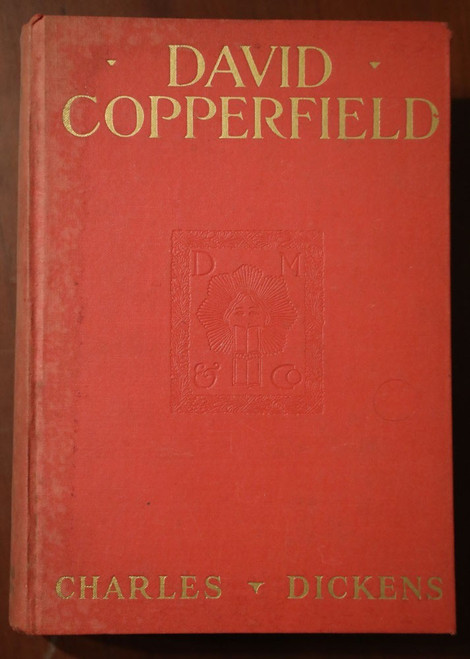 DAVID
COPPERFIELD
D M
& Co
CHARLES DICKENS